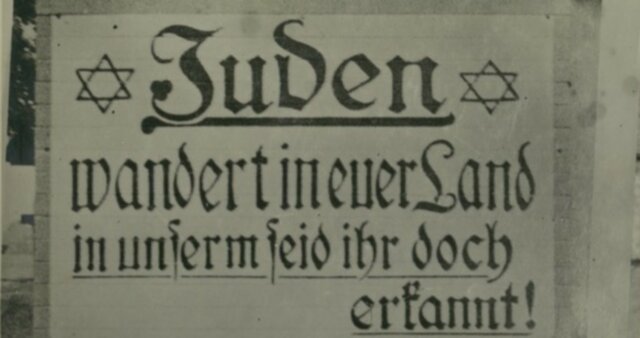 Juden
wandert in euer Land
in unserm seid ihr doch
erkannt!